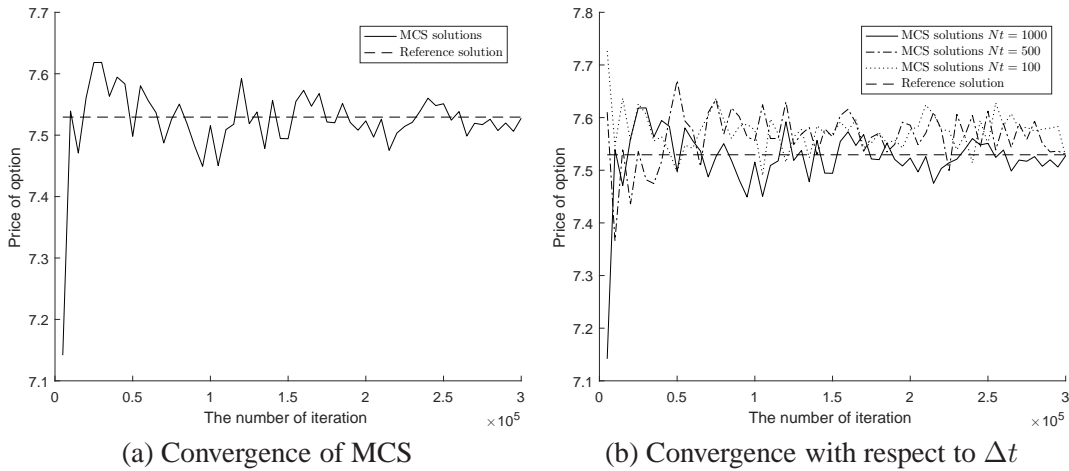 7.7
7.6
7.5
7.4
7.3
7.2
7.1
Price of option
0 0.5 1 1.5 2 2.5 3
The number of iteration
×10⁵
MCS solutions
Reference solution
(a) Convergence of MCS
7.8
7.7
7.6
7.5
7.4
7.3
7.2
7.1
Price of option
0 0.5 1 1.5 2 2.5 3
The number of iteration
×10⁵
MCS solutions Nt = 1000
MCS solutions Nt = 500
MCS solutions Nt = 100
Reference solution
(b) Convergence with respect to Δt